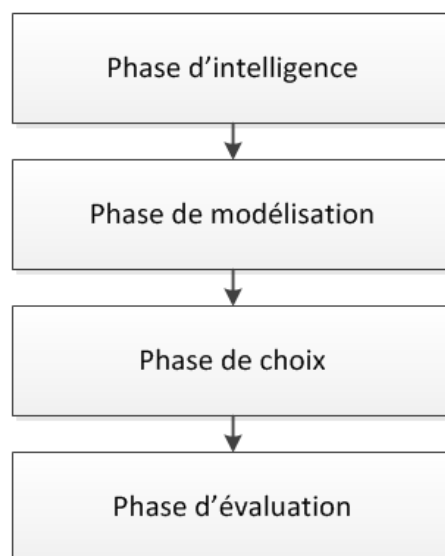 Phase d’intelligence
Phase de modélisation
Phase de choix
Phase d’évaluation